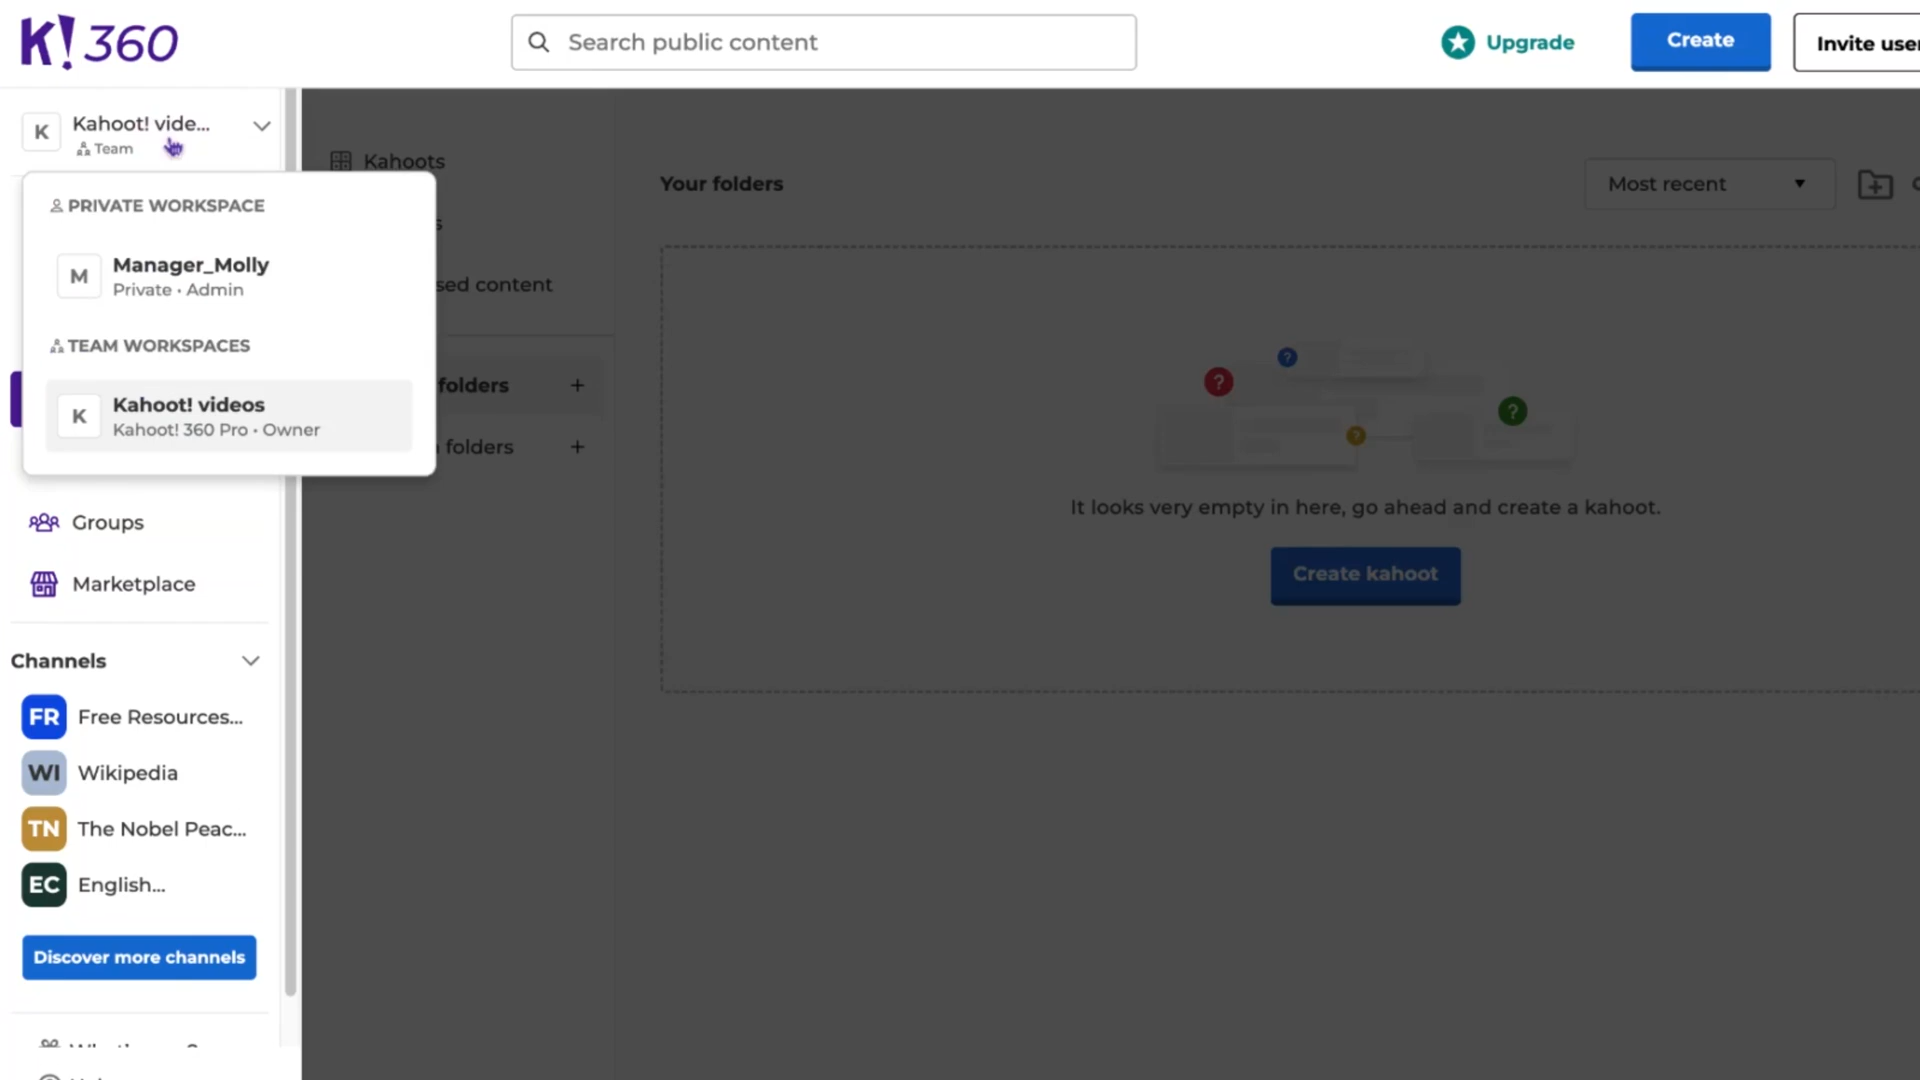 K!360
Search public content
Upgrade
Create
Invite use
K
Kahoot! vide...
Team
Kahoots
PRIVATE WORKSPACE
M
Manager_Molly
Private • Admin
TEAM WORKSPACES
K
Kahoot! videos
Kahoot! 360 Pro • Owner
sed content
folders +
folders +
Your folders
Most recent
?
?
?
?
It looks very empty in here, go ahead and create a kahoot.
Create kahoot
Groups
Marketplace
Channels
FR Free Resources...
WI Wikipedia
TN The Nobel Peac...
EC English...
Discover more channels